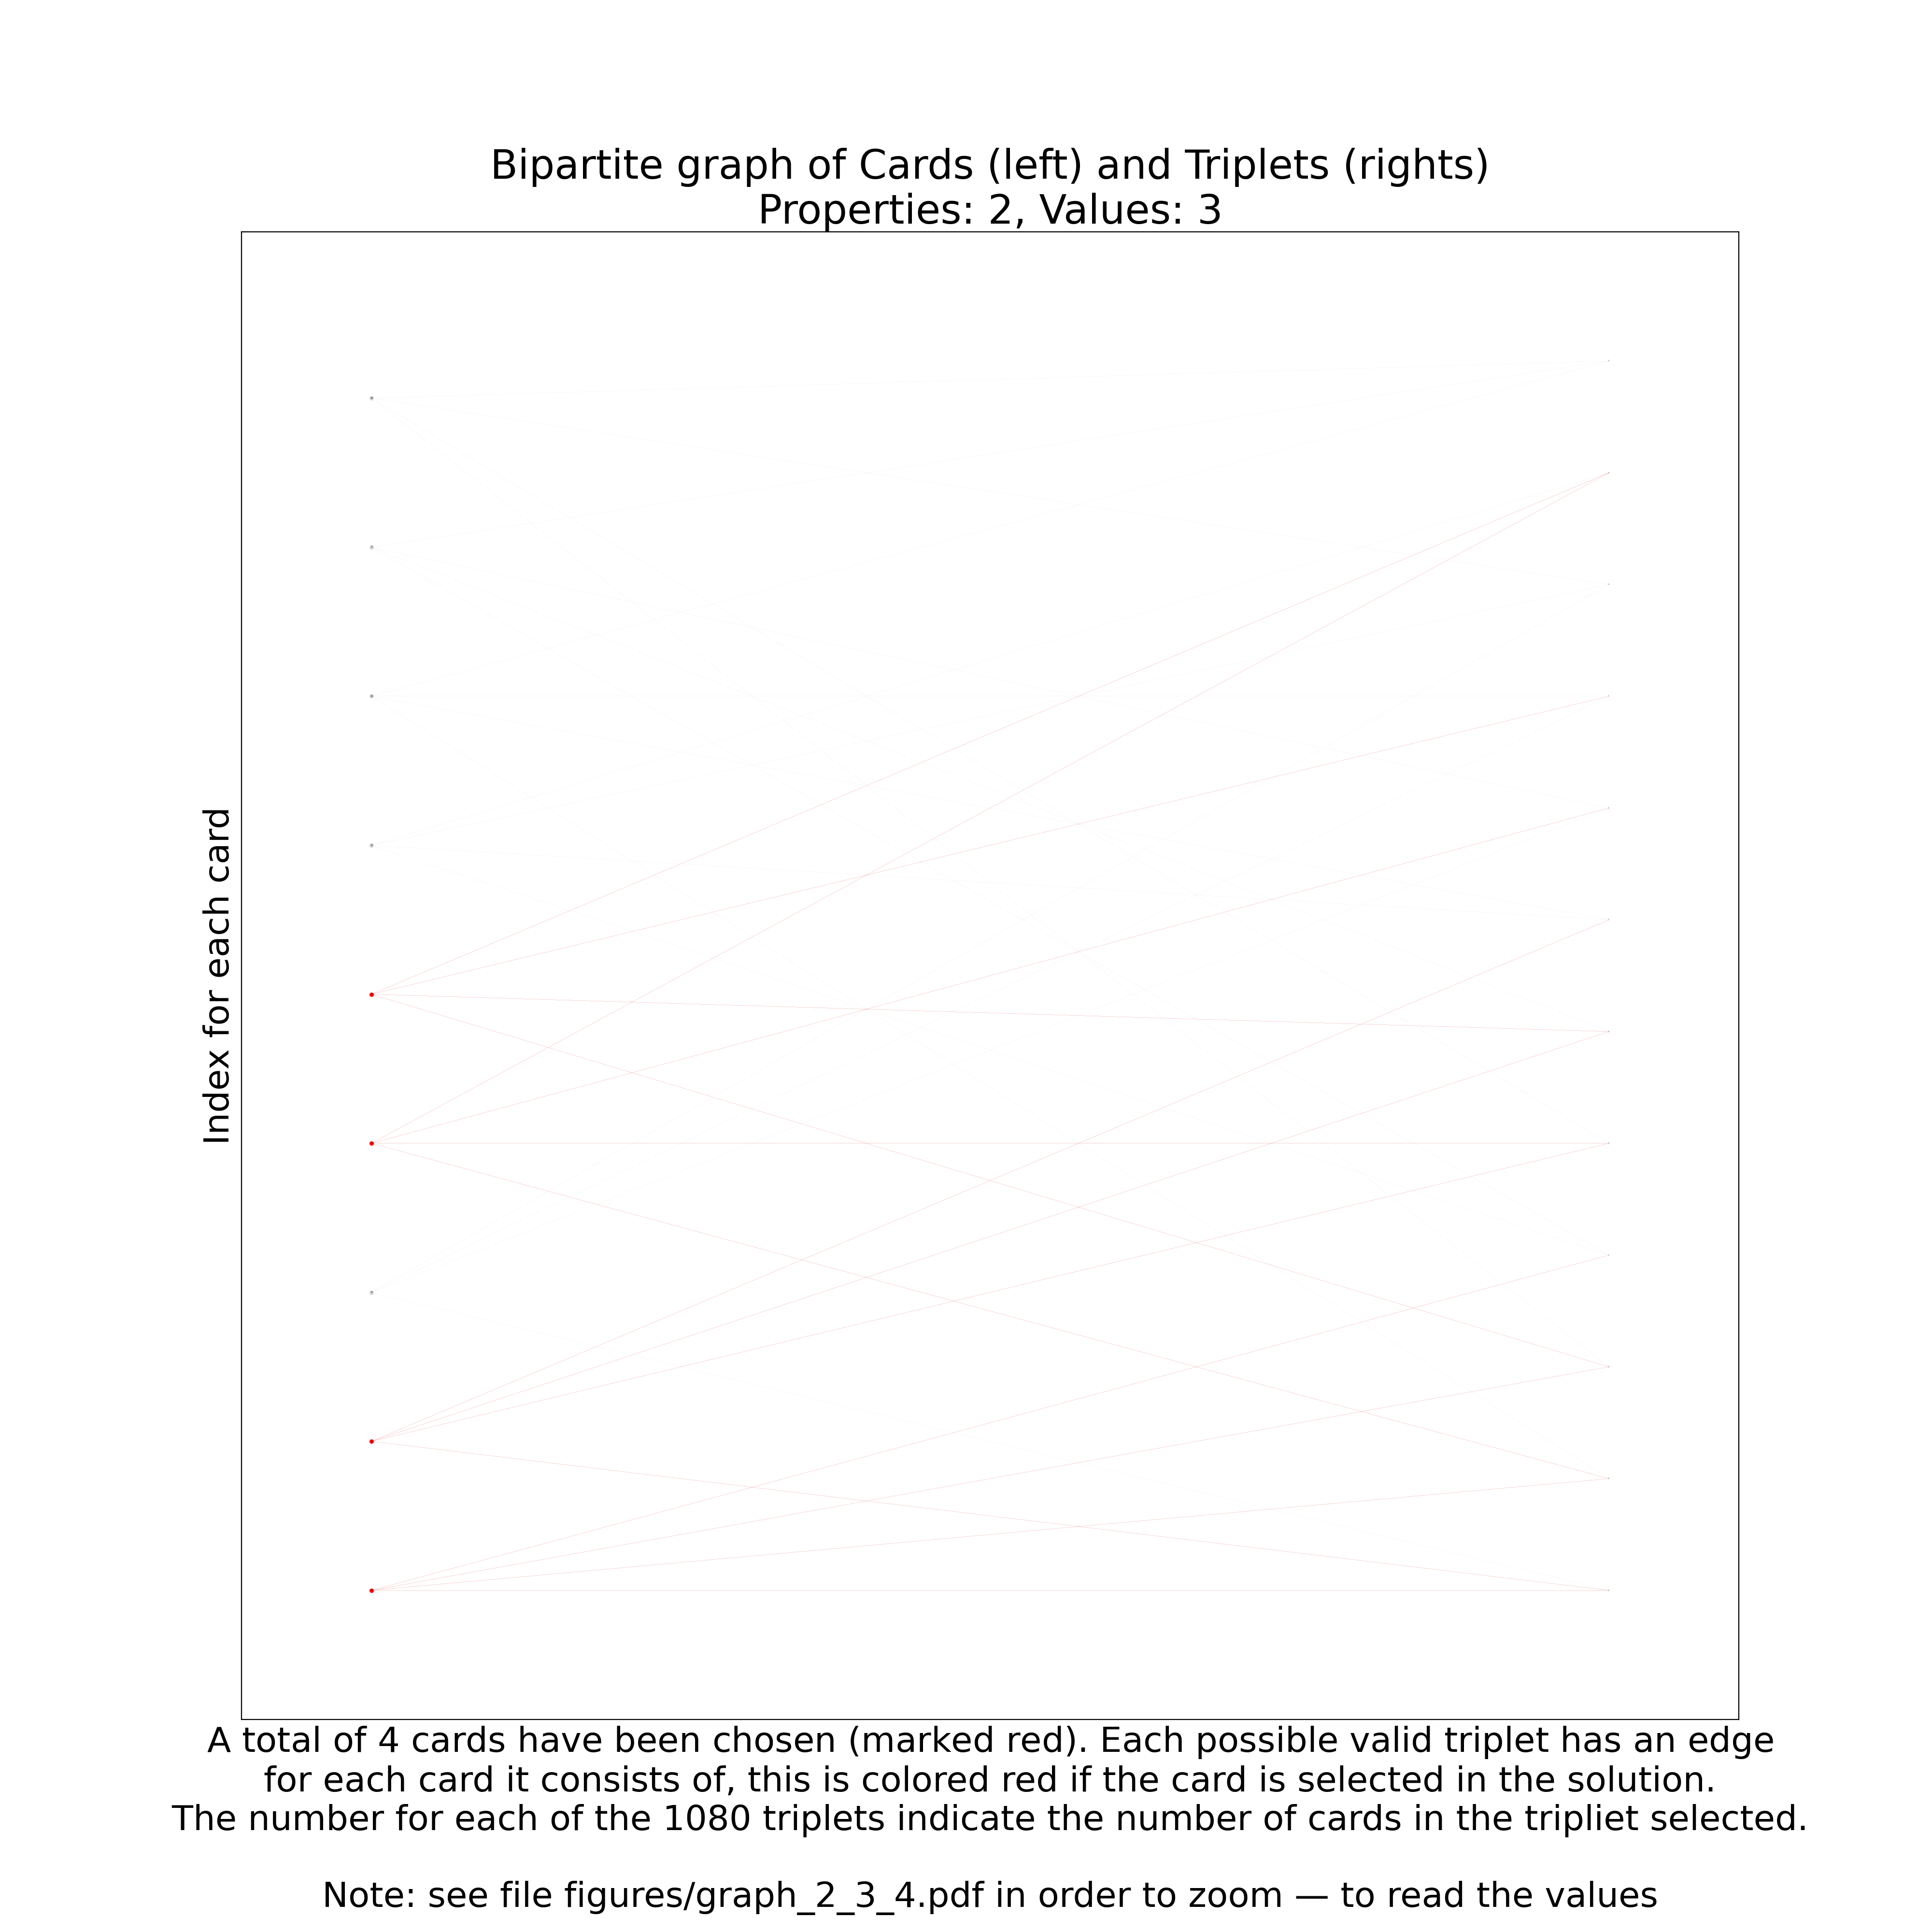 Bipartite graph of Cards (left) and Triplets (rights)
Properties: 2, Values: 3
Index for each card
A total of 4 cards have been chosen (marked red). Each possible valid triplet has an edge
for each card it consists of, this is colored red if the card is selected in the solution.
The number for each of the 1080 triplets indicate the number of cards in the tripliet selected.
Note: see file figures/graph_2_3_4.pdf in order to zoom — to read the values